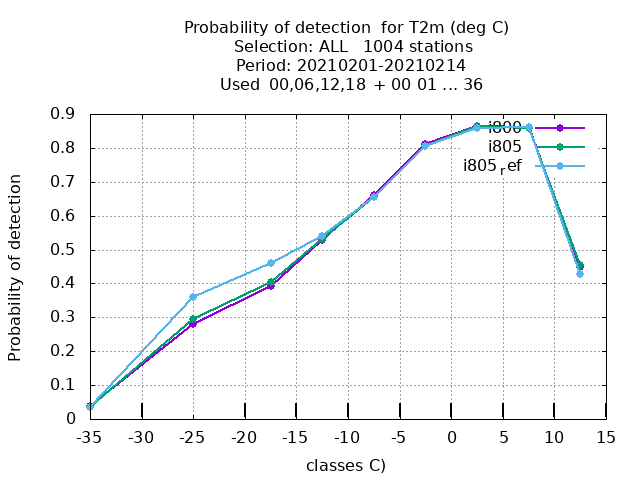 Probability of detection  for T2m (deg C)
Selection: ALL   1004 stations
Period: 20210201-20210214
Used  00,06,12,18  + 00 01 ... 36
0.9
0.8
0.7
0.6
0.5
0.4
0.3
0.2
0.1
0
Probability of detection
i800
i805
i805ref
-35 -30 -25 -20 -15 -10 -5 0 5 10 15
classes C)